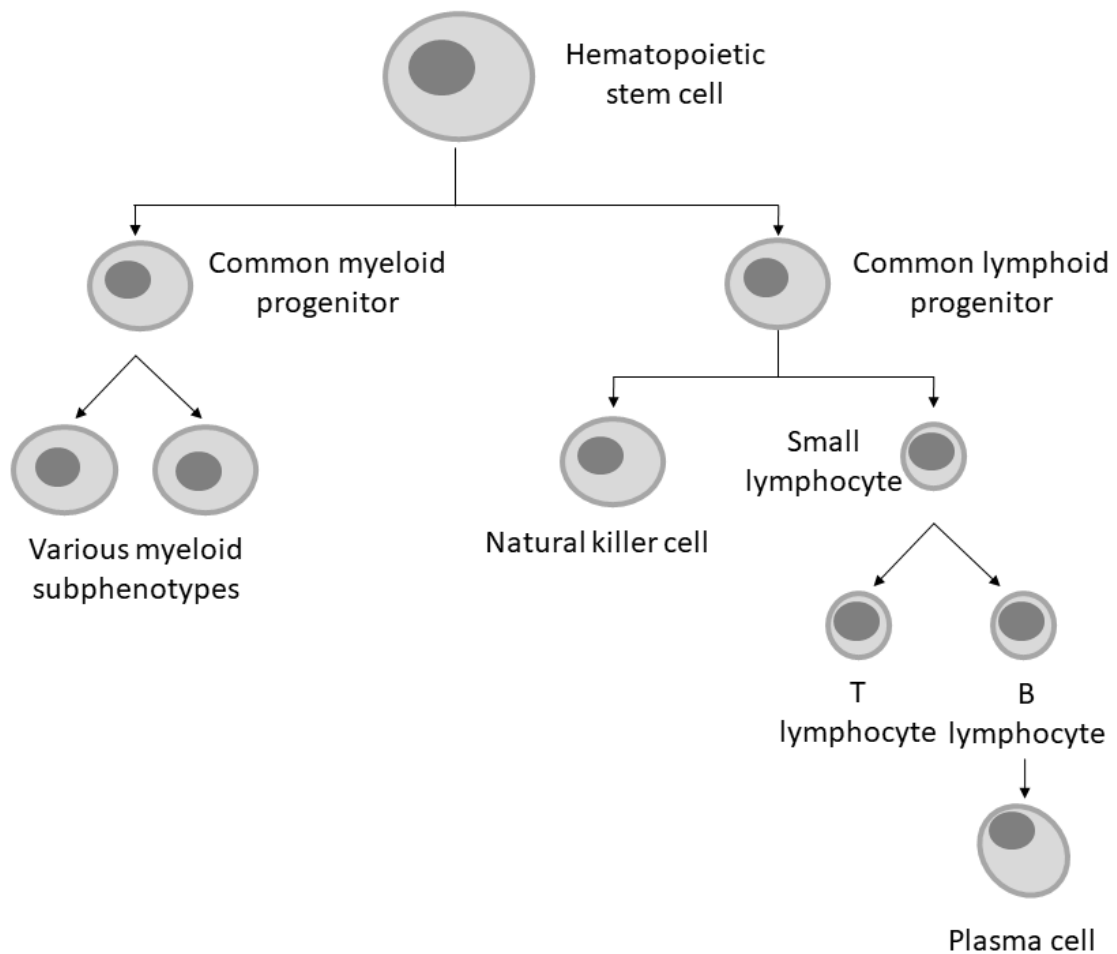 Hematopoietic
stem cell
Common myeloid
progenitor
Common lymphoid
progenitor
Various myeloid
subphenotypes
Natural killer cell
Small
lymphocyte
T
lymphocyte
B
lymphocyte
Plasma cell